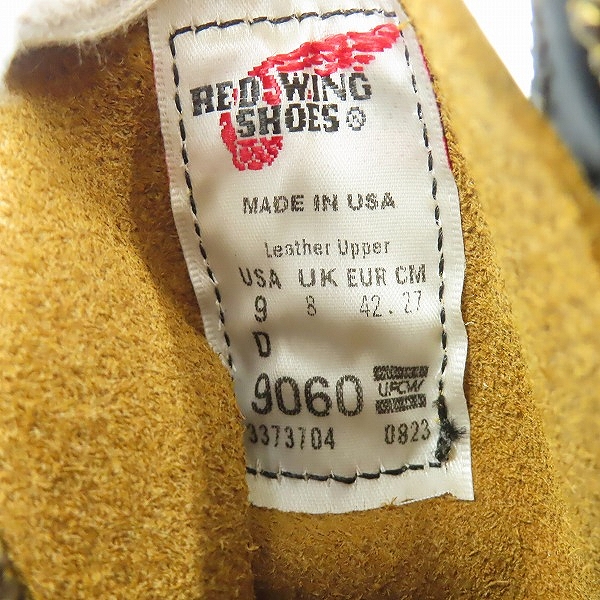 RED WING
SHOES®
MADE IN USA
Leather Upper
USA UK EUR CM
9 8 42. 27
D
9060 UFCW
3373704 0823